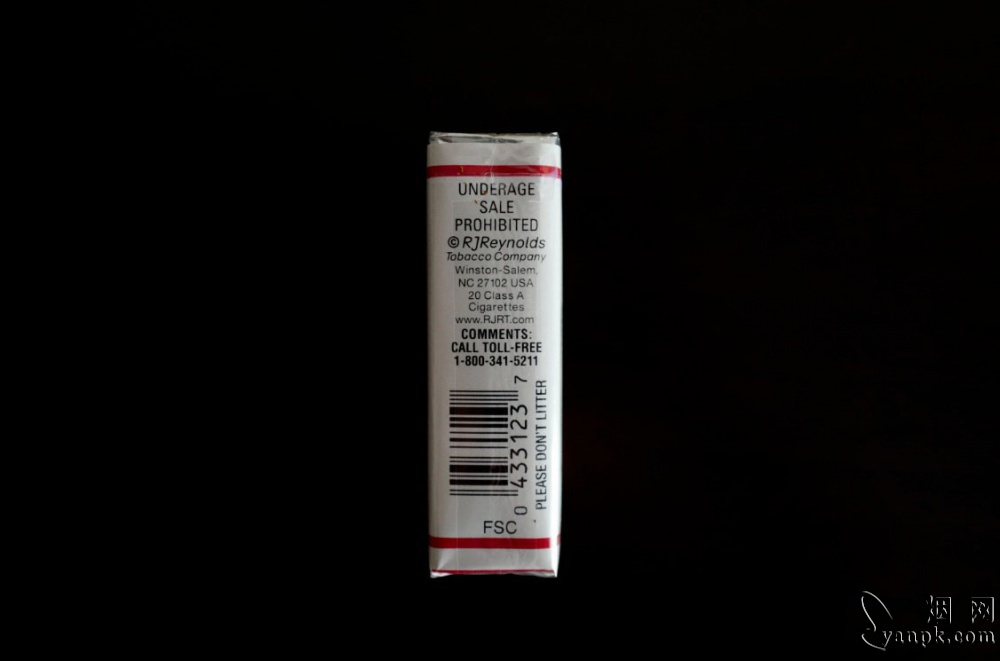 UNDERAGE
SALE
PROHIBITED
© RJReynolds
Tobacco Company
Winston-Salem,
NC 27102 USA
20 Class A
Cigarettes
www.RJRT.com
COMMENTS:
CALL TOLL-FREE
1-800-341-5211
0 433123 7
PLEASE DON'T LITTER
FSC
烟网
yanpk.com